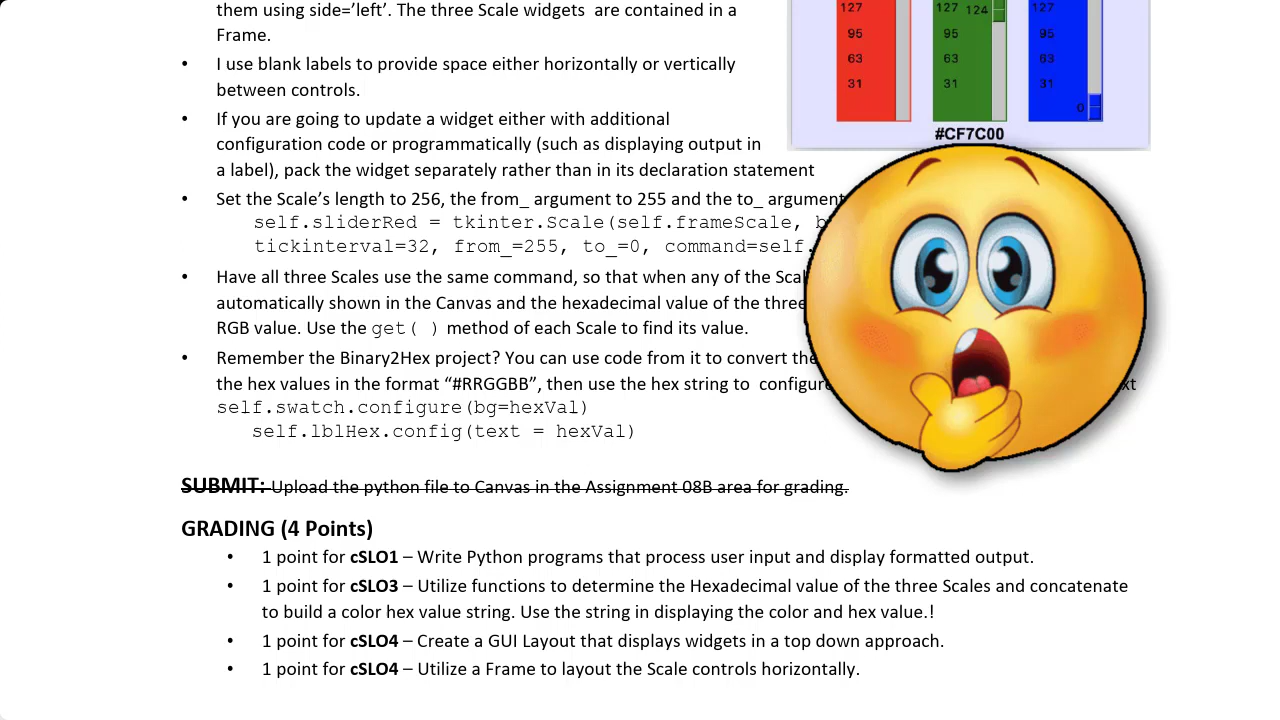 them using side=’left’. The three Scale widgets are contained in a
Frame.
• I use blank labels to provide space either horizontally or vertically
between controls.
• If you are going to update a widget either with additional
configuration code or programmatically (such as displaying output in
a label), pack the widget separately rather than in its declaration statement
• Set the Scale’s length to 256, the from_ argument to 255 and the to_ argument
self.sliderRed = tkinter.Scale(self.frameScale,
tickinterval=32, from_=255, to_=0, command=self.
• Have all three Scales use the same command, so that when any of the
automatically shown in the Canvas and the hexadecimal value of the three
RGB value. Use the get( ) method of each Scale to find its value.
• Remember the Binary2Hex project? You can use code from it to convert the
the hex values in the format “#RRGGBB”, then use the hex string to
self.swatch.configure(bg=hexVal)
self.lblHex.config(text = hexVal)
127 127 124 127
95 95 95
63 63 63
31 31 31
0
#CF7C00
SUBMIT: Upload the python file to Canvas in the Assignment 08B area for grading.
GRADING (4 Points)
• 1 point for cSLO1 – Write Python programs that process user input and display formatted output.
• 1 point for cSLO3 – Utilize functions to determine the Hexadecimal value of the three Scales and concatenate
to build a color hex value string. Use the string in displaying the color and hex value.!
• 1 point for cSLO4 – Create a GUI Layout that displays widgets in a top down approach.
• 1 point for cSLO4 – Utilize a Frame to layout the Scale controls horizontally.